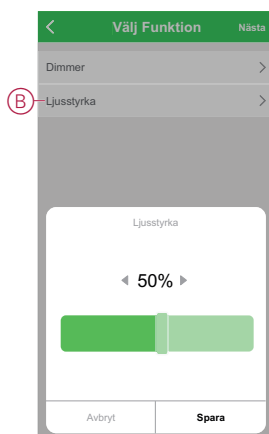 Välj Funktion
Nästa
Dimmer
B
Ljusstyrka
Ljusstyrka
50%
Avbryt
Spara